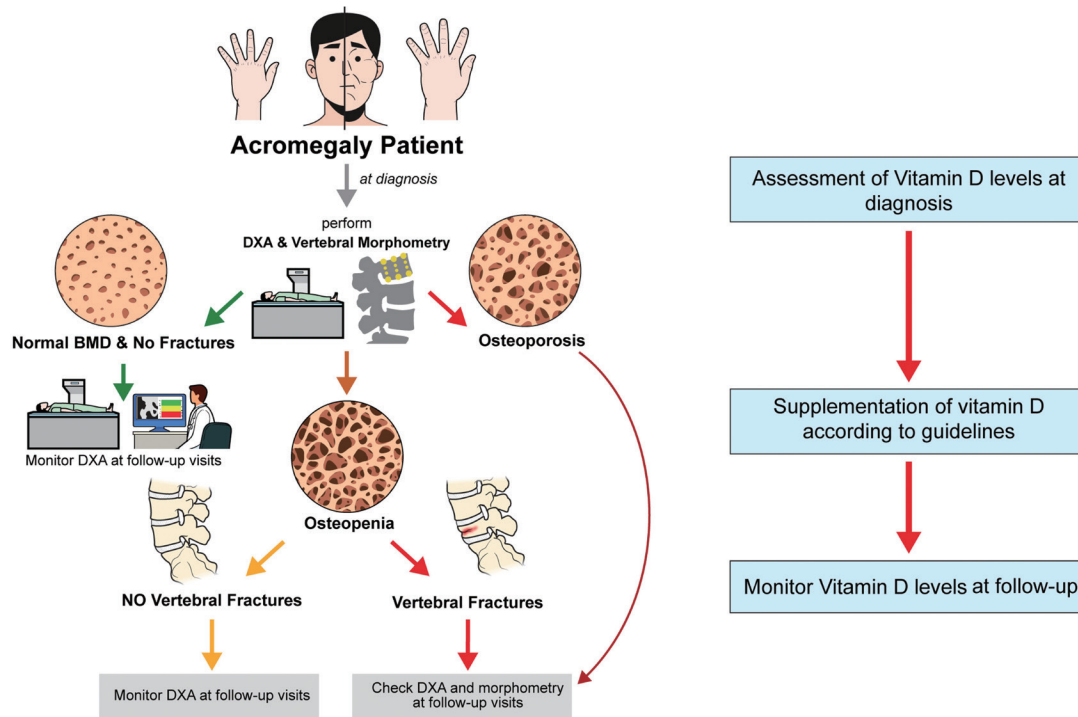 Acromegaly Patient
at diagnosis
perform
DXA & Vertebral Morphometry
Normal BMD & No Fractures
Osteoporosis
Monitor DXA at follow-up visits
Osteopenia
NO Vertebral Fractures
Vertebral Fractures
Monitor DXA at follow-up visits
Check DXA and morphometry
at follow-up visits
Assessment of Vitamin D levels at
diagnosis
Supplementation of vitamin D
according to guidelines
Monitor Vitamin D levels at follow-up